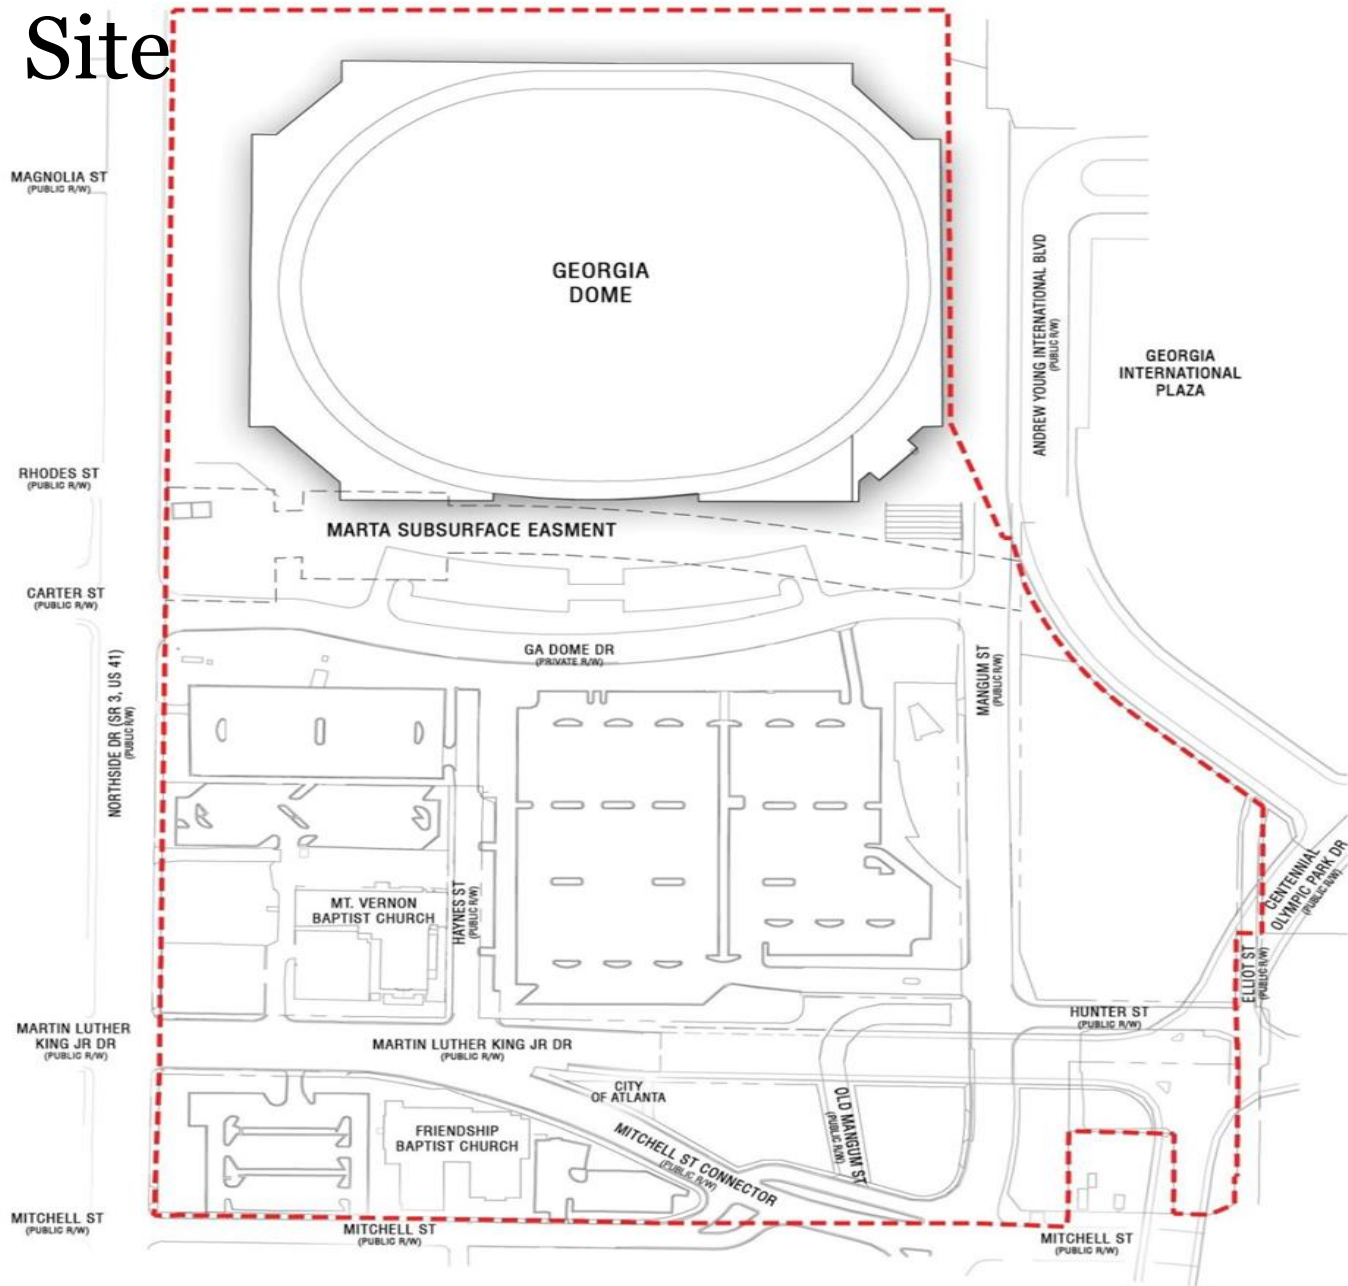 Site
MAGNOLIA ST
(PUBLIC R/W)
GEORGIA
DOME
ANDREW YOUNG INTERNATIONAL BLVD
(PUBLIC R/W)
GEORGIA
INTERNATIONAL
PLAZA
RHODES ST
(PUBLIC R/W)
MARTA SUBSURFACE EASMENT
CARTER ST
(PUBLIC R/W)
GA DOME DR
(PRIVATE R/W)
NORTHSIDE DR (SR 3, US 41)
(PUBLIC R/W)
MANGUM ST
(PUBLIC R/W)
MT. VERNON
BAPTIST CHURCH
HAYNES ST
(PUBLIC R/W)
CENTENNIAL
OLYMPIC PARK DR
(PUBLIC R/W)
ELLIOT ST
(PUBLIC R/W)
HUNTER ST
(PUBLIC R/W)
MARTIN LUTHER
KING JR DR
(PUBLIC R/W)
MARTIN LUTHER KING JR DR
(PUBLIC R/W)
CITY
OF ATLANTA
OLD MANGUM ST
(PUBLIC R/W)
FRIENDSHIP
BAPTIST CHURCH
MITCHELL ST CONNECTOR
(PUBLIC R/W)
MITCHELL ST
(PUBLIC R/W)
MITCHELL ST
(PUBLIC R/W)
MITCHELL ST
(PUBLIC R/W)